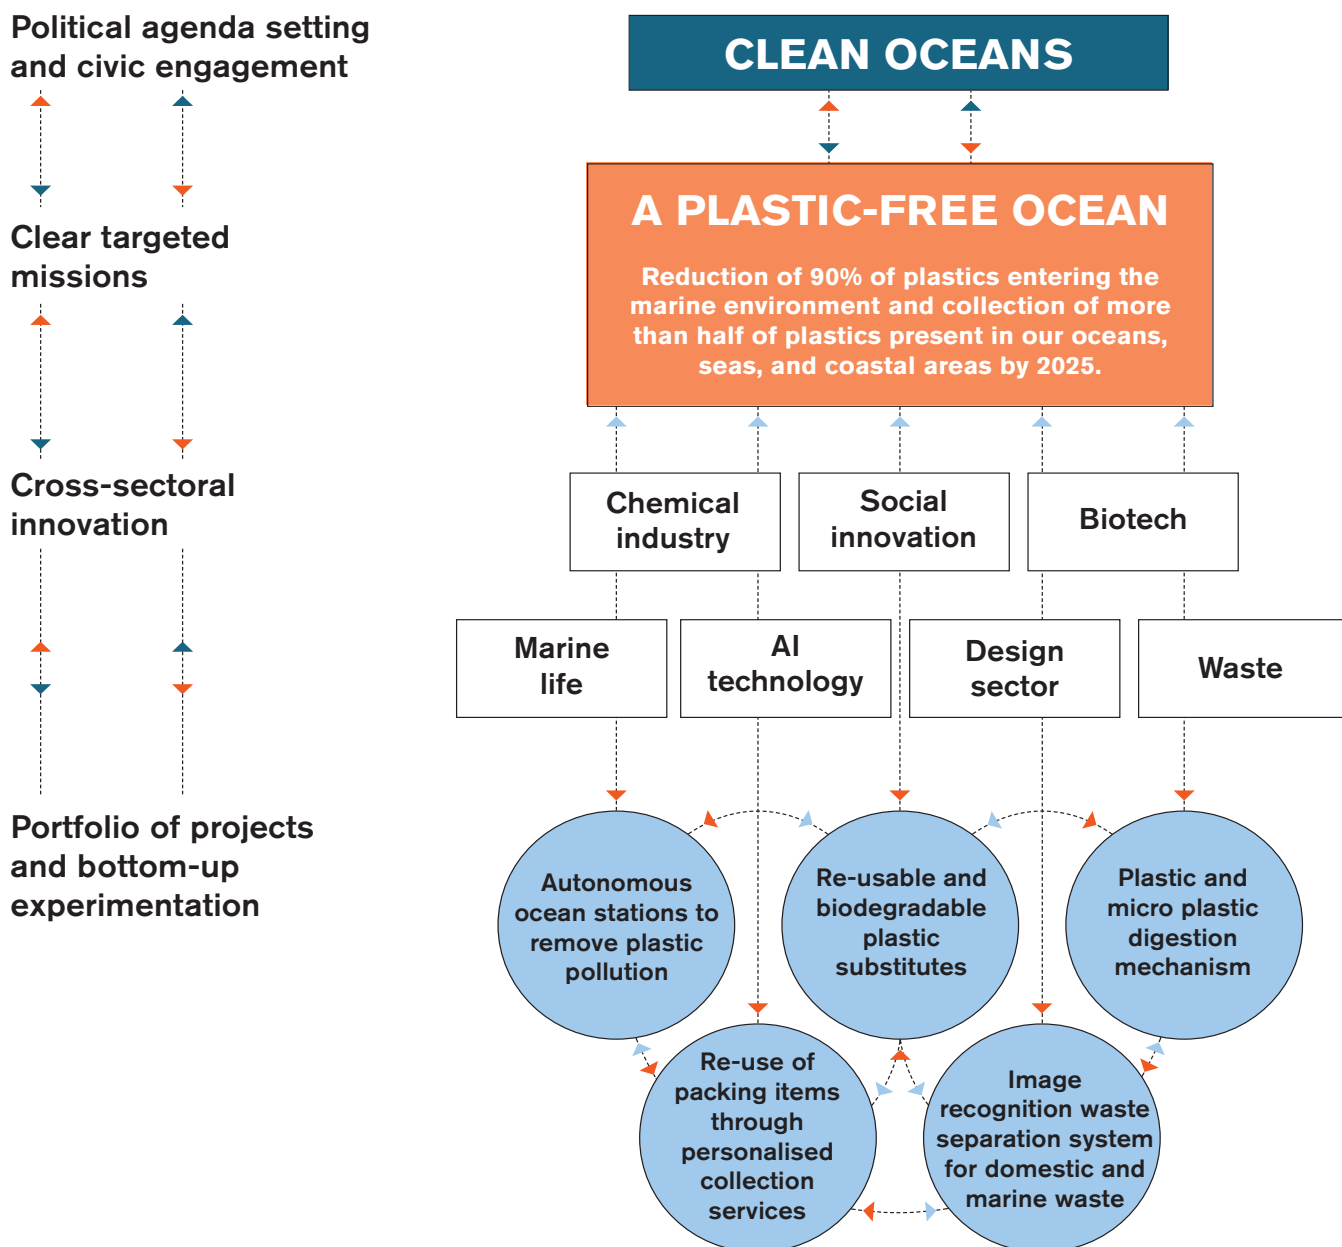 Political agenda setting
and civic engagement
CLEAN OCEANS
Clear targeted
missions
A PLASTIC-FREE OCEAN
Reduction of 90% of plastics entering the
marine environment and collection of more
than half of plastics present in our oceans,
seas, and coastal areas by 2025.
Cross-sectoral
innovation
Chemical
industry
Social
innovation
Biotech
Marine
life
AI
technology
Design
sector
Waste
Portfolio of projects
and bottom-up
experimentation
Autonomous
ocean stations to
remove plastic
pollution
Re-usable and
biodegradable
plastic
substitutes
Plastic and
micro plastic
digestion
mechanism
Re-use of
packing items
through
personalised
collection
services
Image
recognition waste
separation system
for domestic and
marine waste